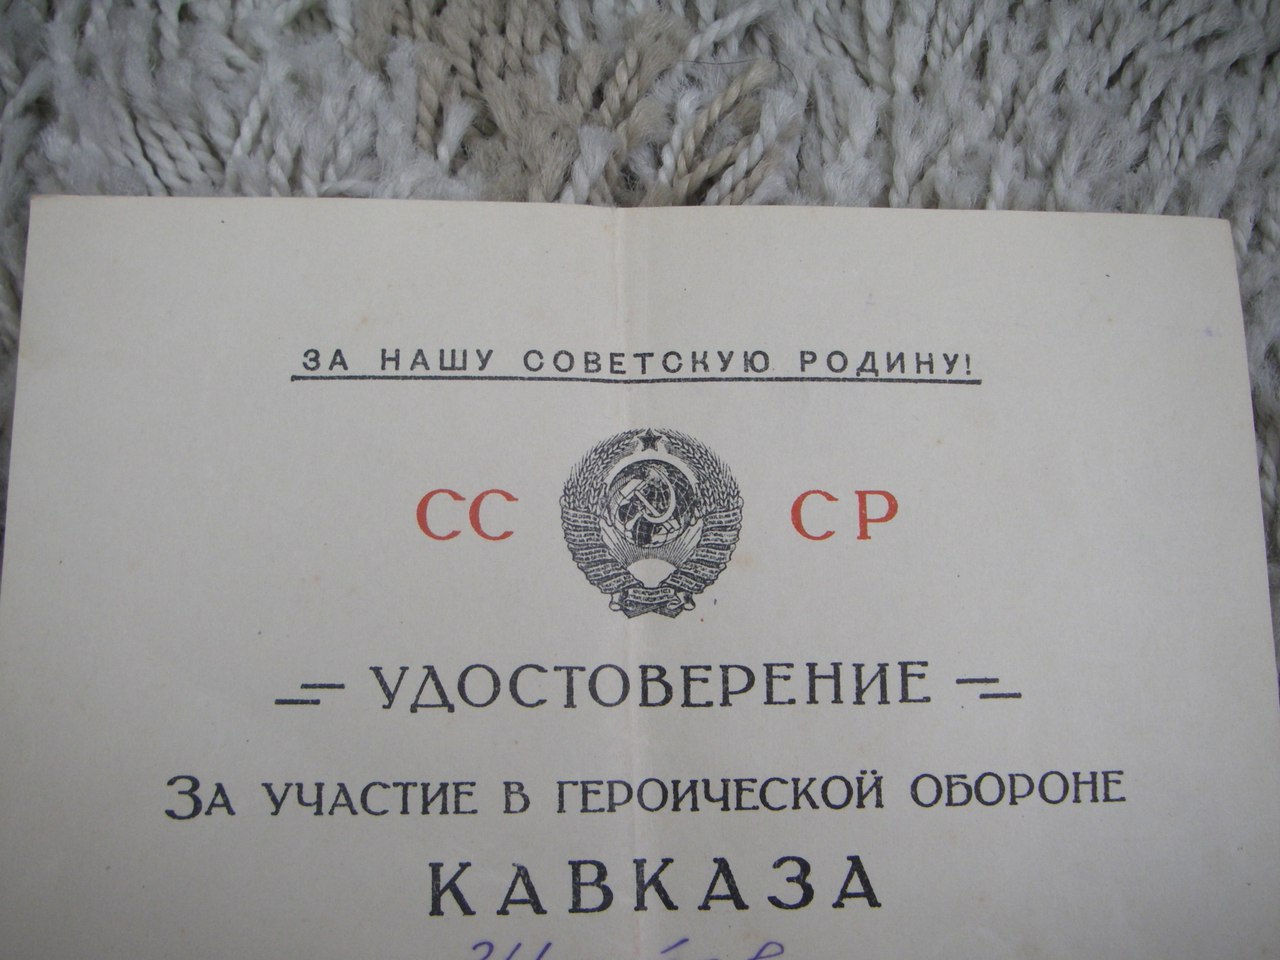 ЗА НАШУ СОВЕТСКУЮ РОДИНУ!
СС СР
УДОСТОВЕРЕНИЕ
ЗА УЧАСТИЕ В ГЕРОИЧЕСКОЙ ОБОРОНЕ
КАВКАЗА